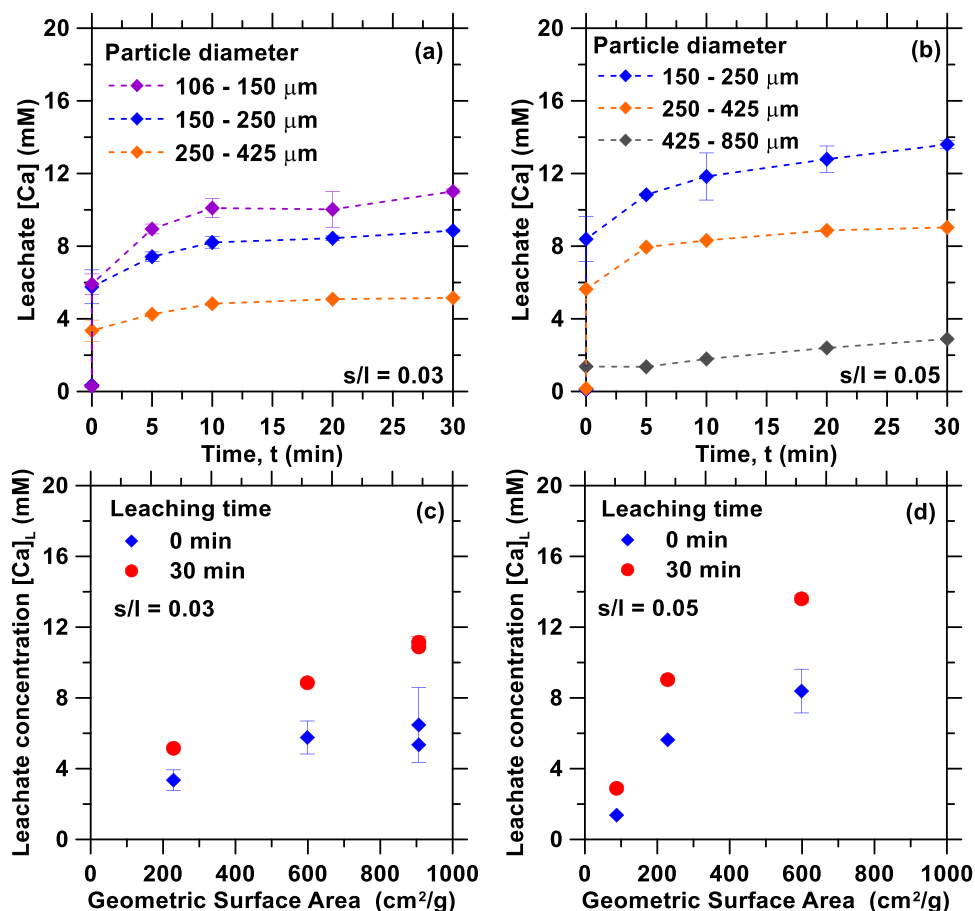 Particle diameter
(a)
106 - 150 μm
150 - 250 μm
250 - 425 μm
s/l = 0.03
20
16
12
8
4
0
Leachate [Ca] (mM)
0 5 10 15 20 25 30
Time, t (min)
Particle diameter
(b)
150 - 250 μm
250 - 425 μm
425 - 850 μm
s/l = 0.05
20
16
12
8
4
0
Leachate [Ca] (mM)
0 5 10 15 20 25 30
Time, t (min)
Leaching time
(c)
0 min
30 min
s/l = 0.03
20
16
12
8
4
0
Leachate concentration [Ca]L (mM)
0 200 400 600 800 1000
Geometric Surface Area (cm²/g)
Leaching time
(d)
0 min
30 min
s/l = 0.05
20
16
12
8
4
0
Leachate concentration [Ca]L (mM)
0 200 400 600 800 1000
Geometric Surface Area (cm²/g)